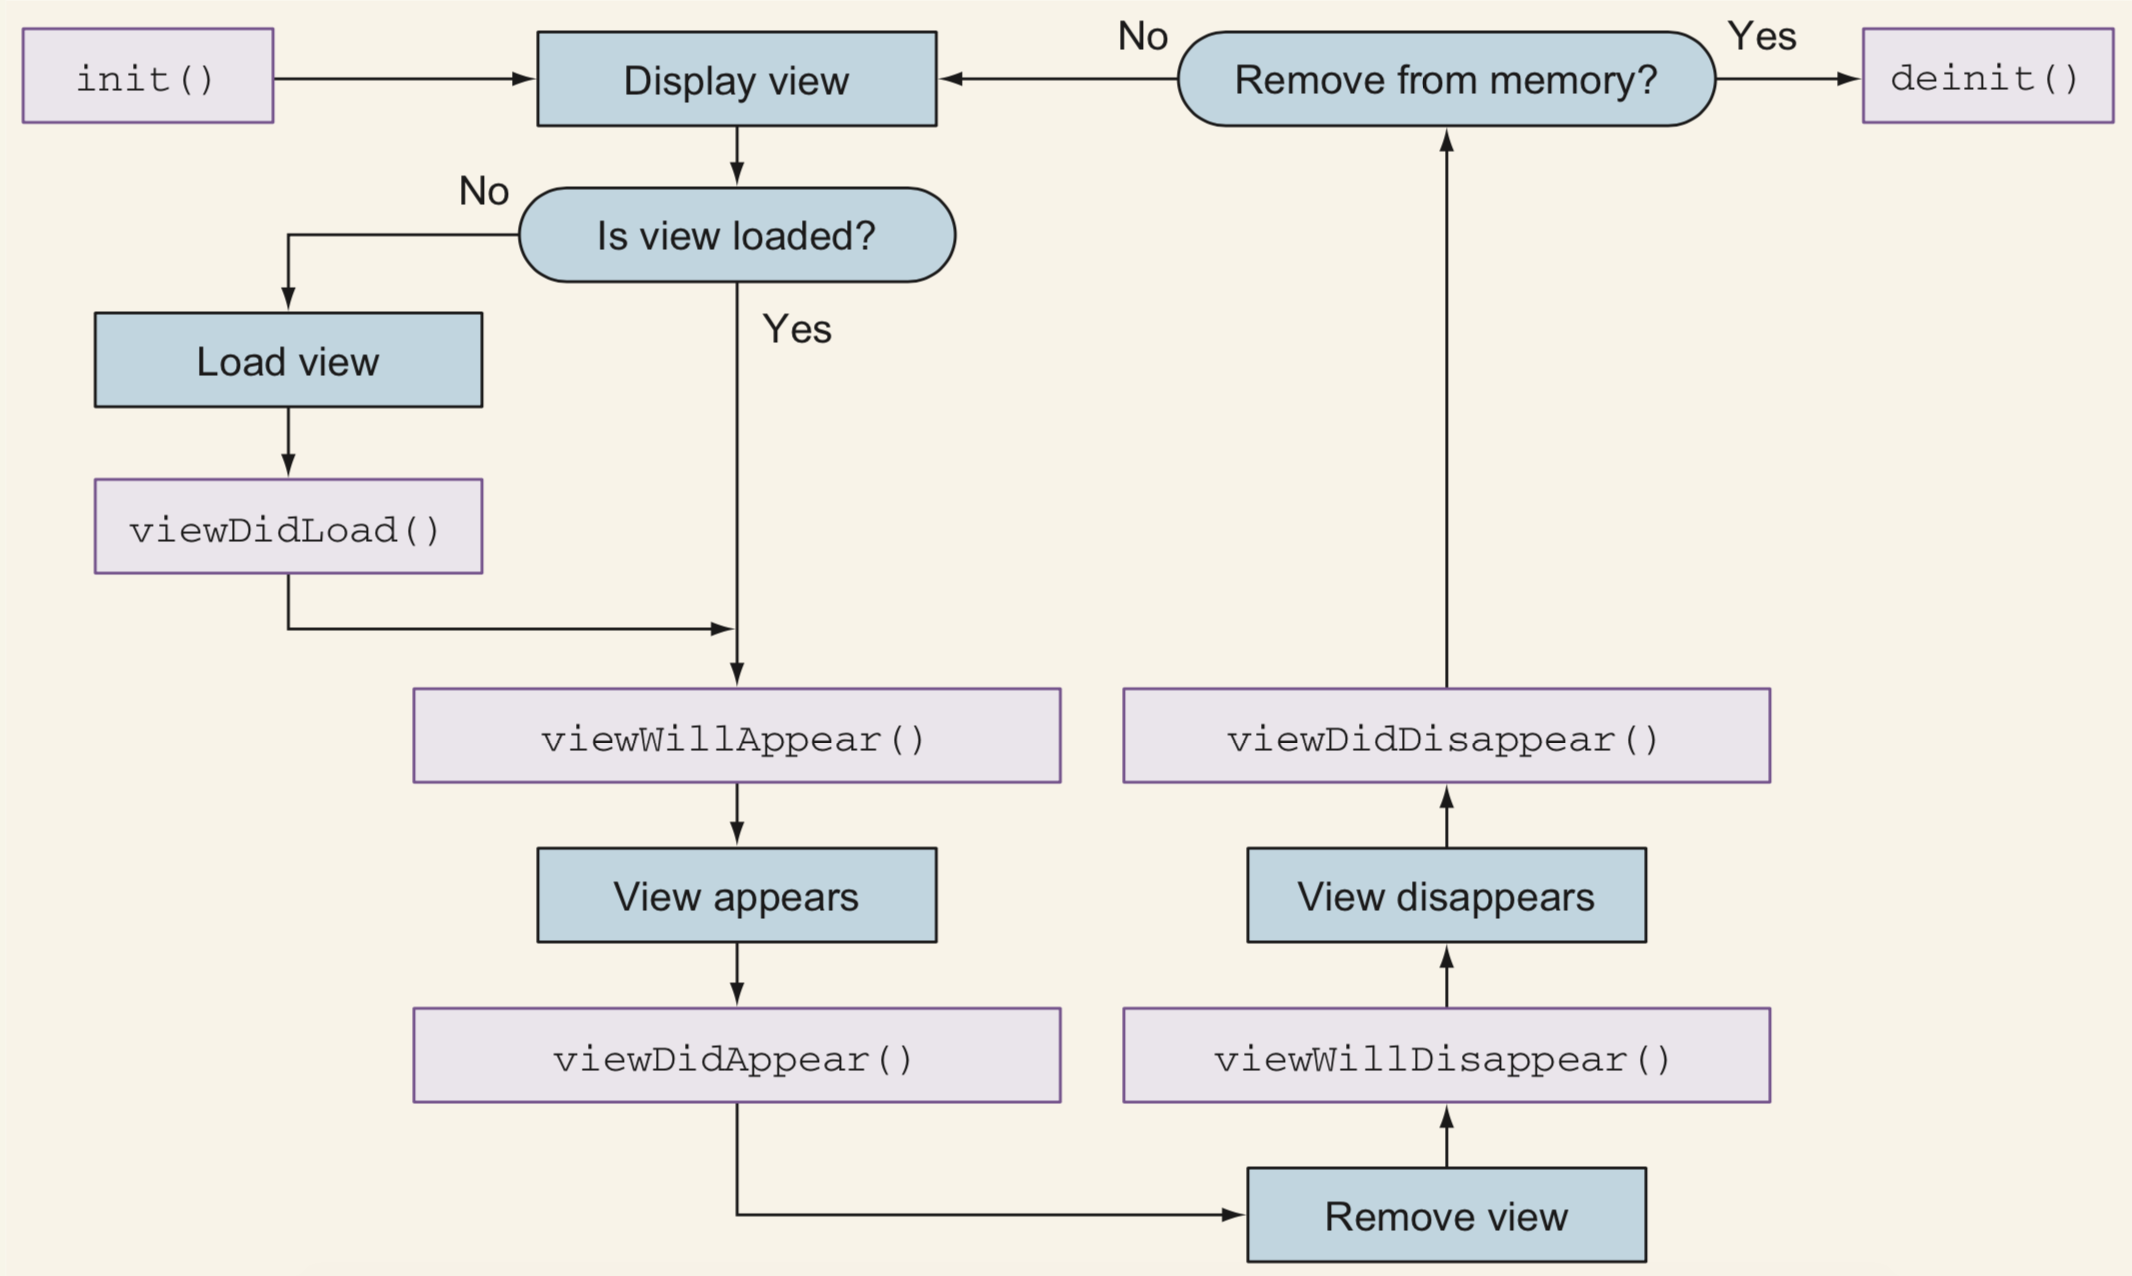 init()
Display view
No
Remove from memory?
Yes
deinit()
No
Is view loaded?
Yes
Load view
viewDidLoad()
viewWillAppear()
viewDidDisappear()
View appears
View disappears
viewDidAppear()
viewWillDisappear()
Remove view